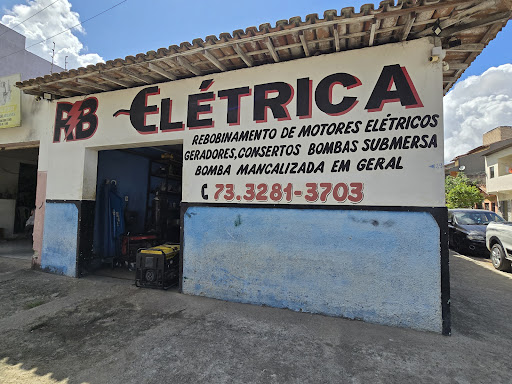 RB ELÉTRICA
REBOBINAMENTO DE MOTORES ELÉTRICOS
GERADORES, CONSERTOS BOMBAS SUBMERSA
BOMBA MANCALIZADA EM GERAL
73.3281-3703